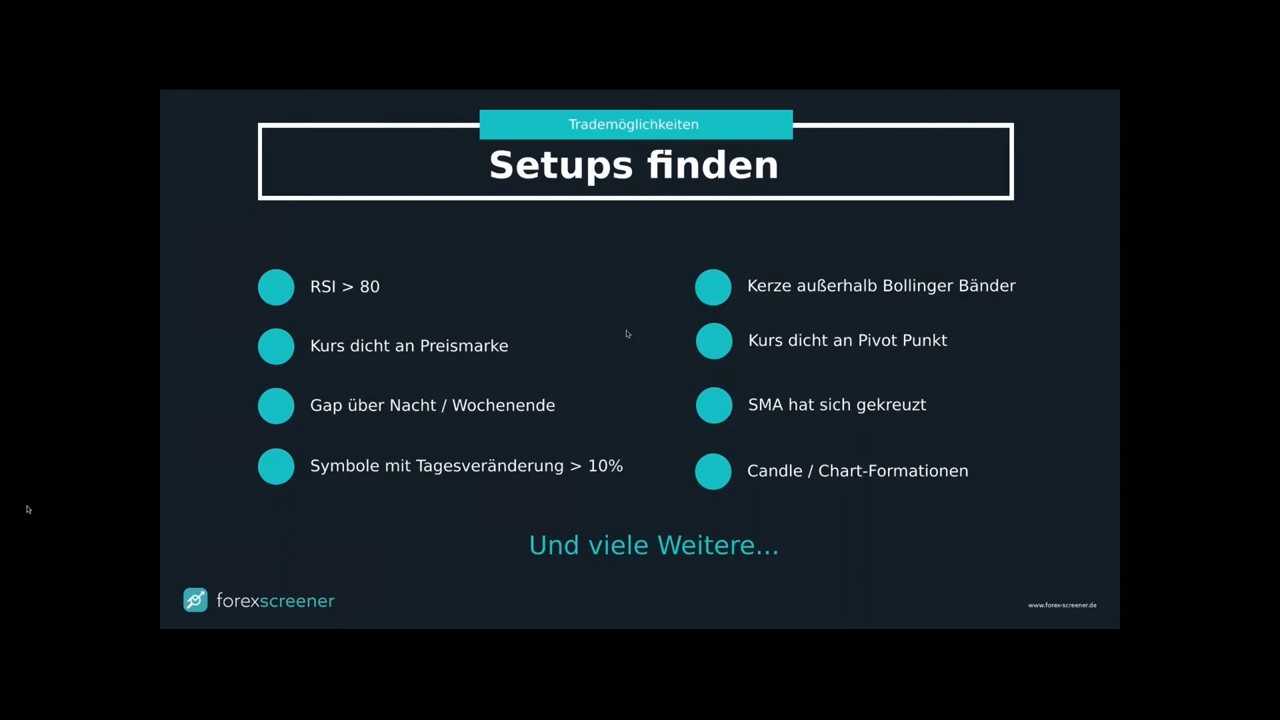 Trademöglichkeiten
Setups finden
RSI > 80
Kurs dicht an Preismarke
Gap über Nacht / Wochenende
Symbole mit Tagesveränderung > 10%
Kerze außerhalb Bollinger Bänder
Kurs dicht an Pivot Punkt
SMA hat sich gekreuzt
Candle / Chart-Formationen
Und viele Weitere...
forexscreener
www.forex-screener.de